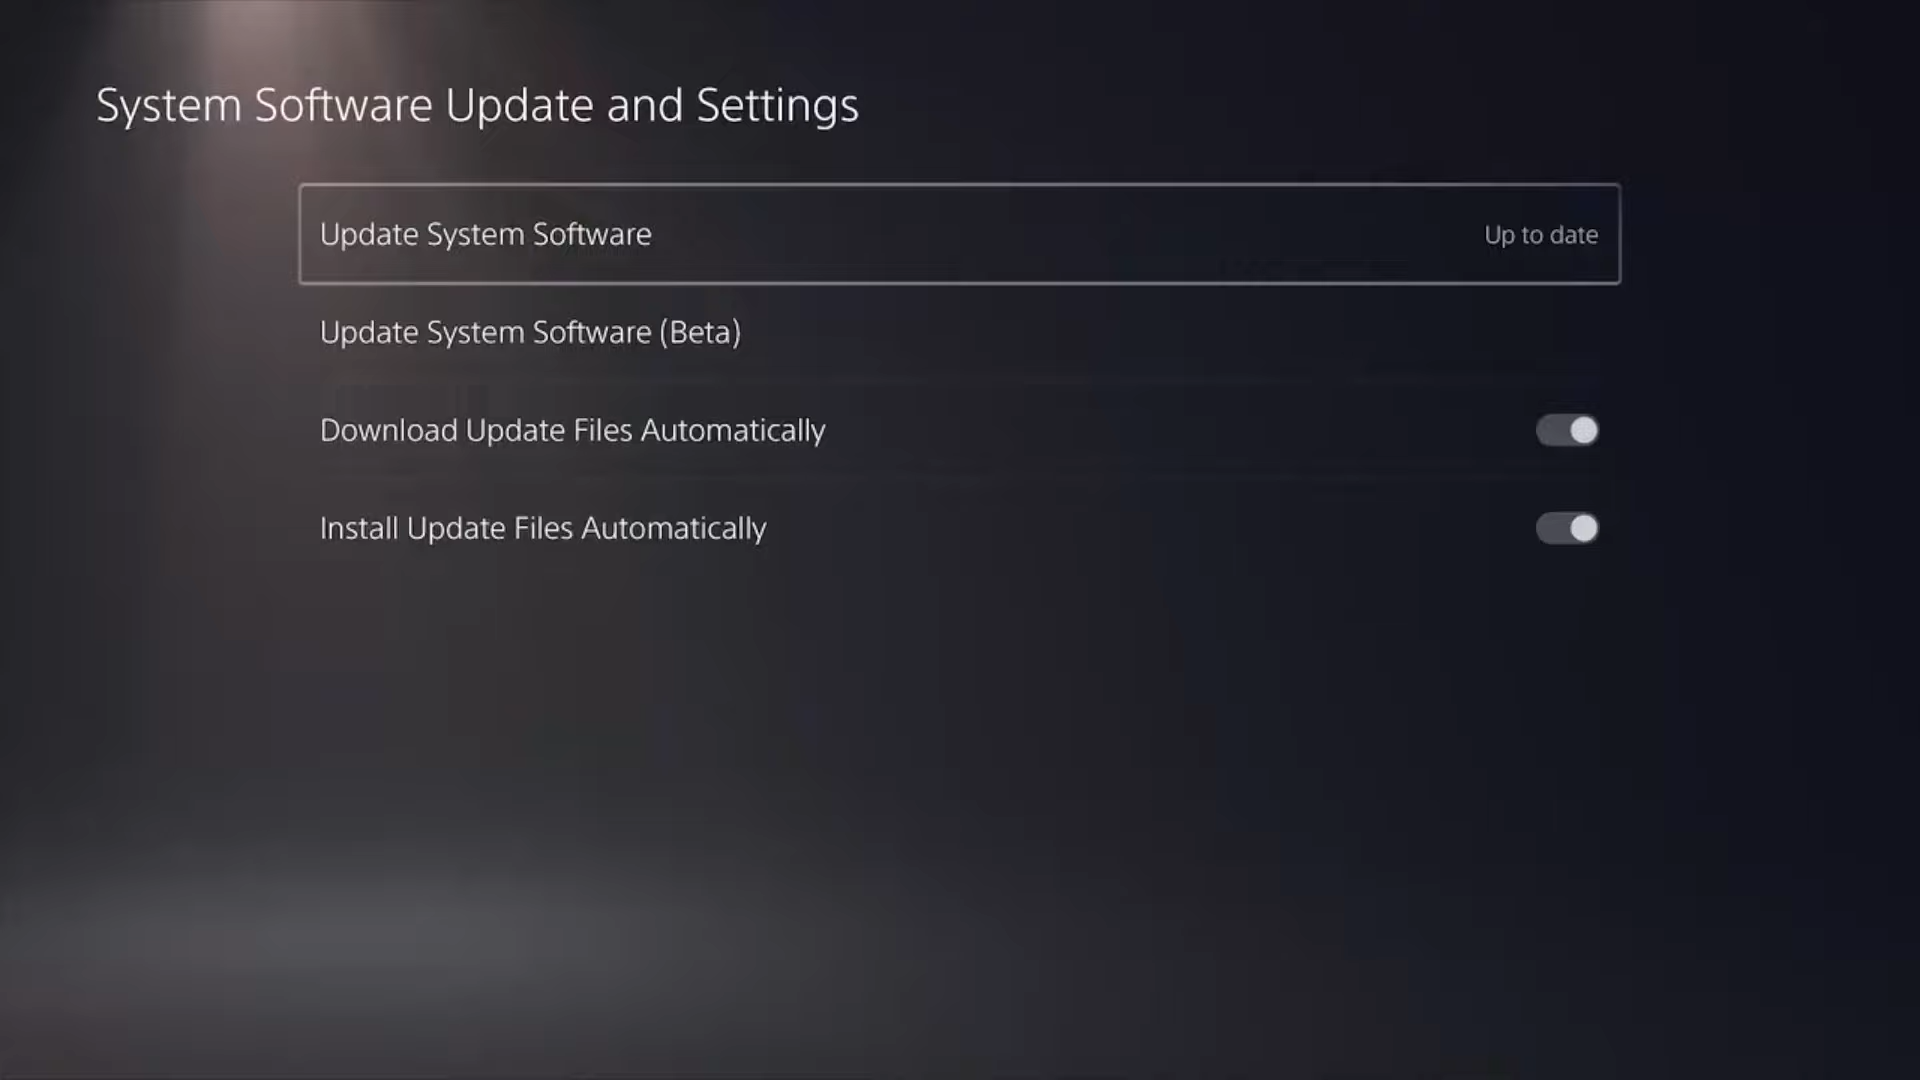 System Software Update and Settings
Update System Software
Up to date
Update System Software (Beta)
Download Update Files Automatically
Install Update Files Automatically